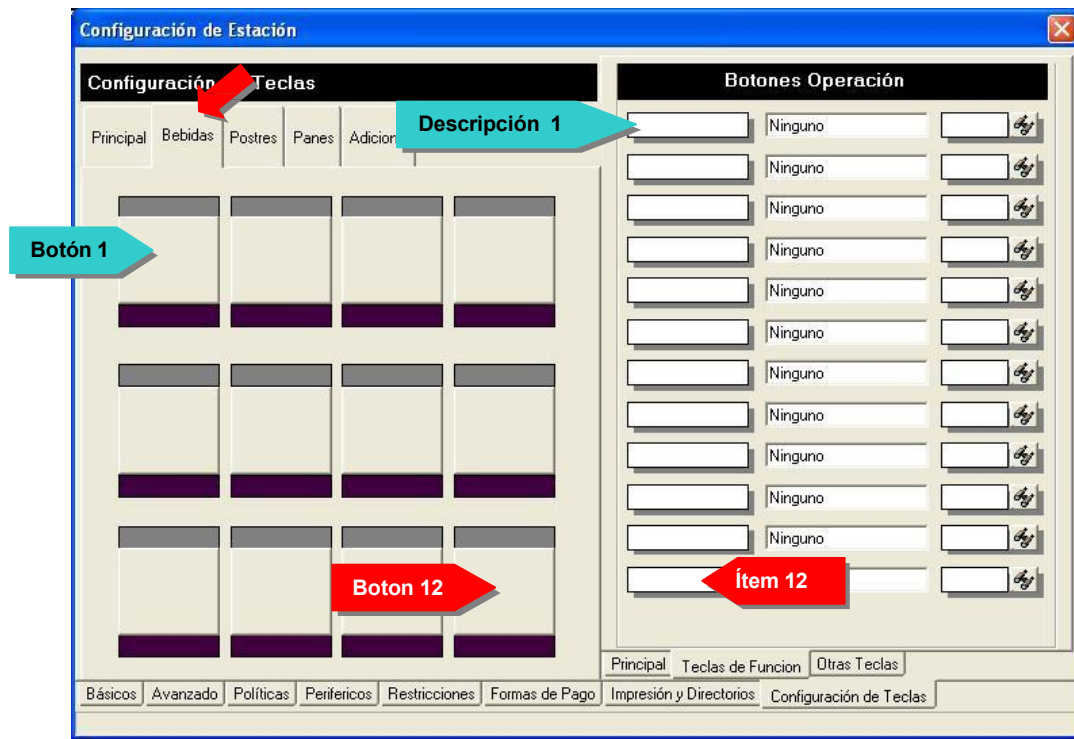 Configuración de Estación
Configuración Teclas
Botones Operación
Principal Bebidas Postres Panes Adicion
Descripción 1
Ninguno
Ninguno
Ninguno
Botón 1
Ninguno
Ninguno
Ninguno
Ninguno
Ninguno
Ninguno
Ninguno
Ninguno
Boton 12
Ítem 12
Principal Teclas de Funcion Otras Teclas
Básicos Avanzado Políticas Perifericos Restricciones Formas de Pago Impresión y Directorios Configuración de Teclas